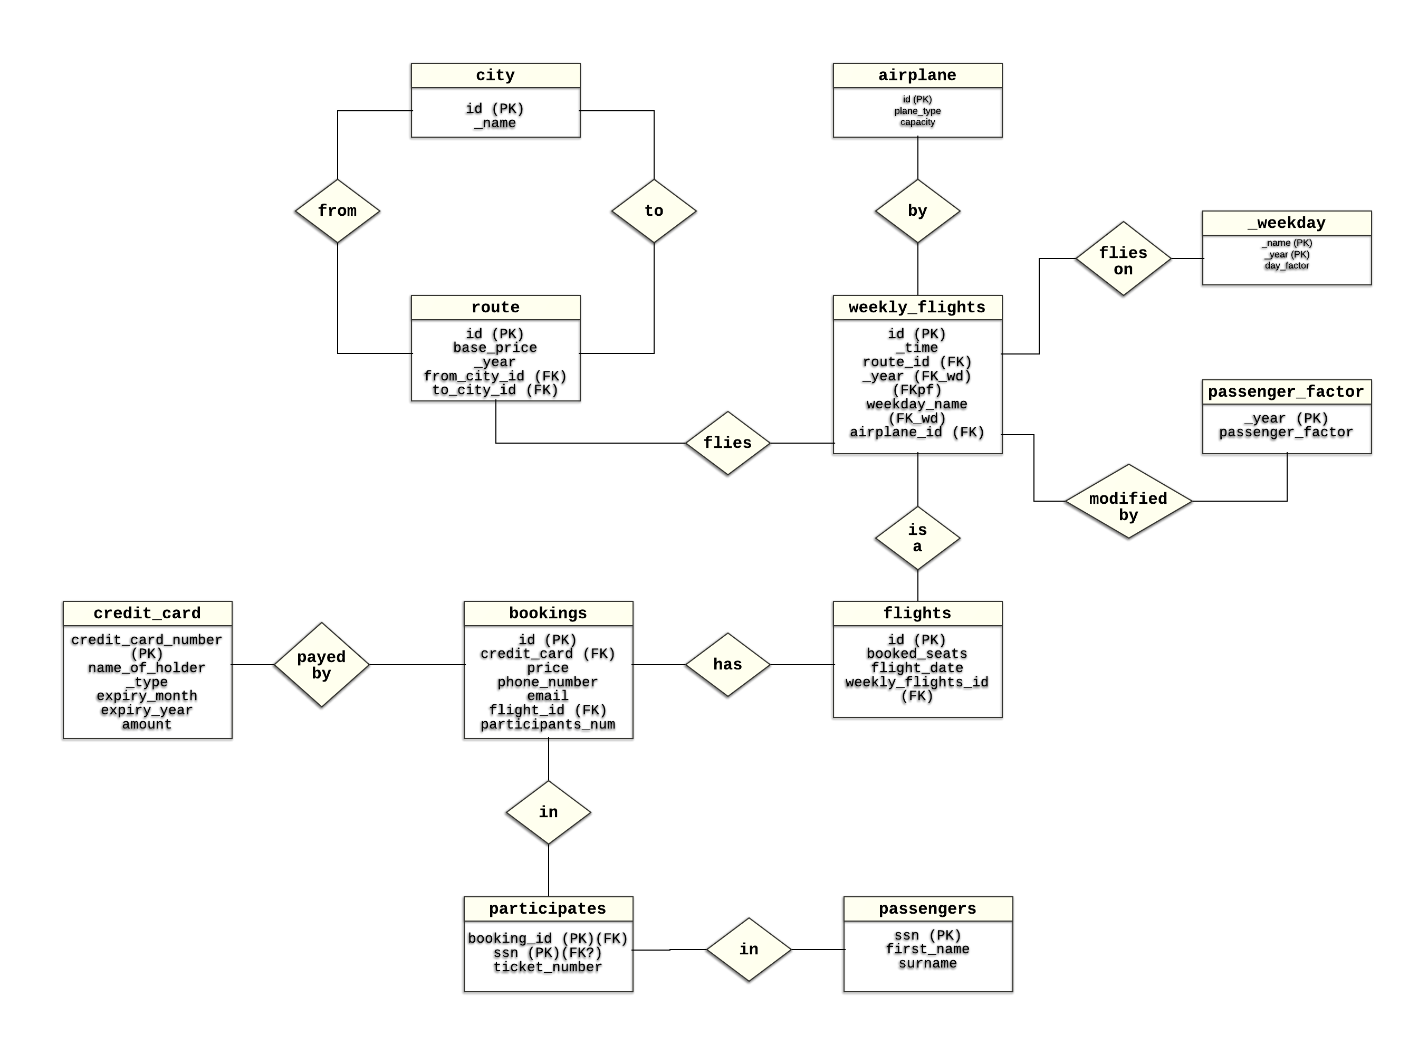 city
id (PK)
_name
airplane
id (PK)
plane_type
capacity
from
to
by
flies
on
_weekday
_name (PK)
_year (PK)
day_factor
route
id (PK)
base_price
_year
from_city_id (FK)
to_city_id (FK)
weekly_flights
id (PK)
_time
route_id (FK)
_year (FK_wd)
(FKpf)
weekday_name
(FK_wd)
airplane_id (FK)
passenger_factor
_year (PK)
passenger_factor
flies
modified
by
is
a
credit_card
credit_card_number
(PK)
name_of_holder
_type
expiry_month
expiry_year
amount
payed
by
bookings
id (PK)
credit_card (FK)
price
phone_number
email
flight_id (FK)
participants_num
has
flights
id (PK)
booked_seats
flight_date
weekly_flights_id
(FK)
in
participates
booking_id (PK)(FK)
ssn (PK)(FK?)
ticket_number
in
passengers
ssn (PK)
first_name
surname